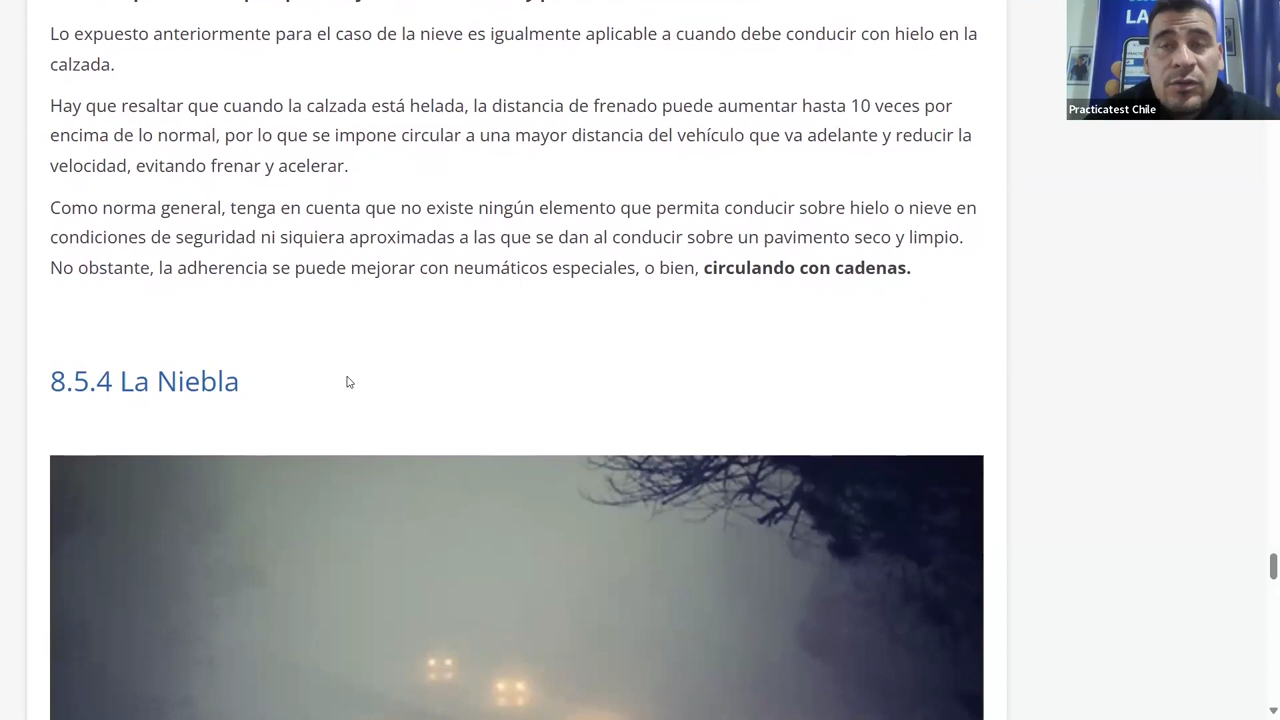 Lo expuesto anteriormente para el caso de la nieve es igualmente aplicable a cuando debe conducir con hielo en la
calzada.
Hay que resaltar que cuando la calzada está helada, la distancia de frenado puede aumentar hasta 10 veces por
encima de lo normal, por lo que se impone circular a una mayor distancia del vehículo que va adelante y reducir la
velocidad, evitando frenar y acelerar.
Como norma general, tenga en cuenta que no existe ningún elemento que permita conducir sobre hielo o nieve en
condiciones de seguridad ni siquiera aproximadas a las que se dan al conducir sobre un pavimento seco y limpio.
No obstante, la adherencia se puede mejorar con neumáticos especiales, o bien, circulando con cadenas.
8.5.4 La Niebla
LA
Practicatest Chile